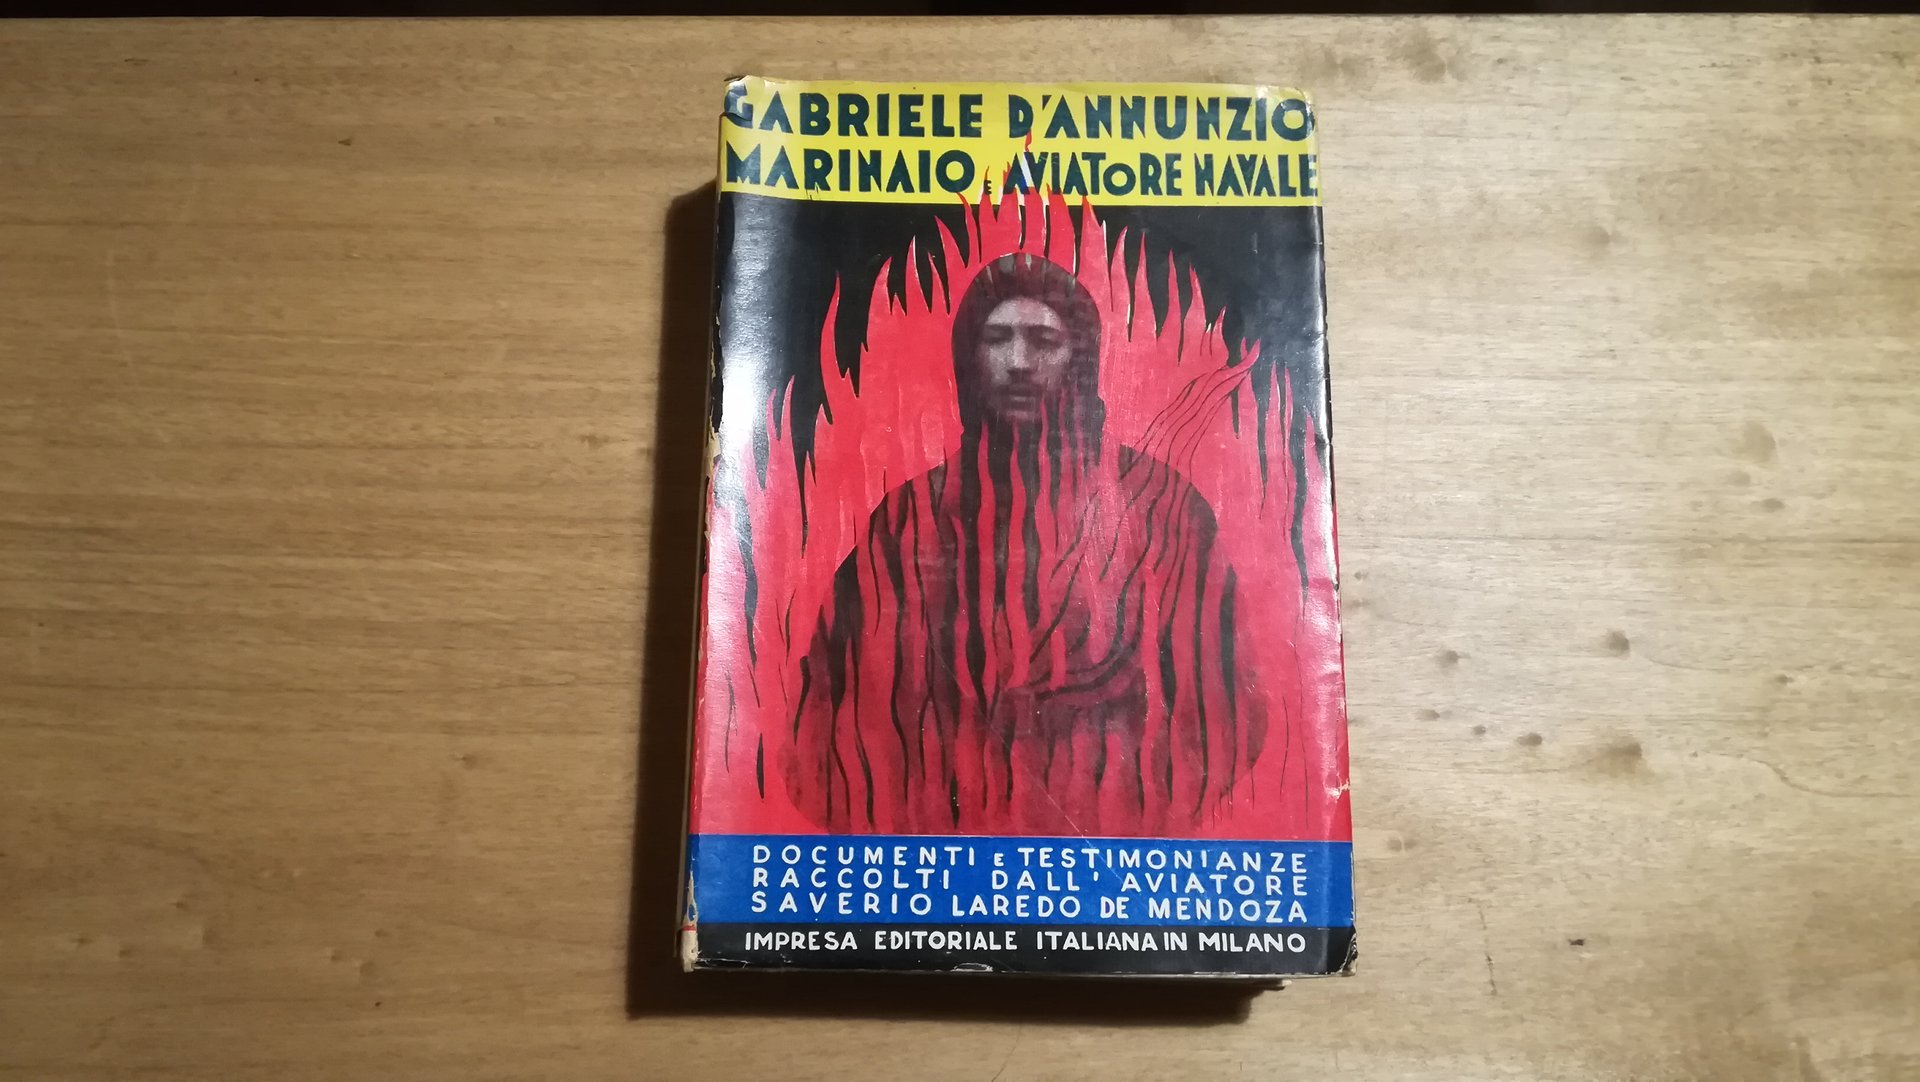 GABRIELE D'ANNUNZIO
MARINAIO E AVIATORE NAVALE
DOCUMENTI E TESTIMONIANZE
RACCOLTI DALL'AVIATORE
SAVERIO LAREDO DE MENDOZA
IMPRESA EDITORIALE ITALIANA IN MILANO